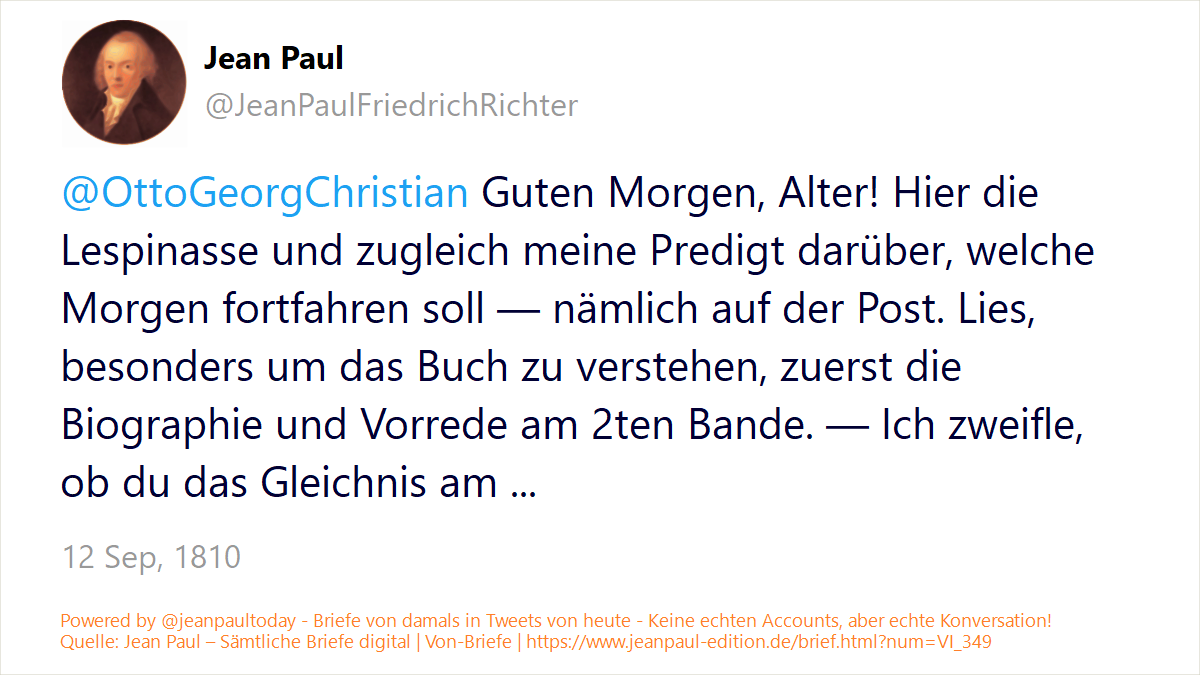 Jean Paul
@JeanPaulFriedrichRichter
@OttoGeorgChristian Guten Morgen, Alter! Hier die
Lespinasse und zugleich meine Predigt darüber, welche
Morgen fortfahren soll — nämlich auf der Post. Lies,
besonders um das Buch zu verstehen, zuerst die
Biographie und Vorrede am 2ten Bande. — Ich zweifle,
ob du das Gleichnis am ...
12 Sep, 1810
Powered by @jeanpaultoday - Briefe von damals in Tweets von heute - Keine echten Accounts, aber echte Konversation!
Quelle: Jean Paul – Sämtliche Briefe digital | Von-Briefe | https://www.jeanpaul-edition.de/brief.html?num=VI_349